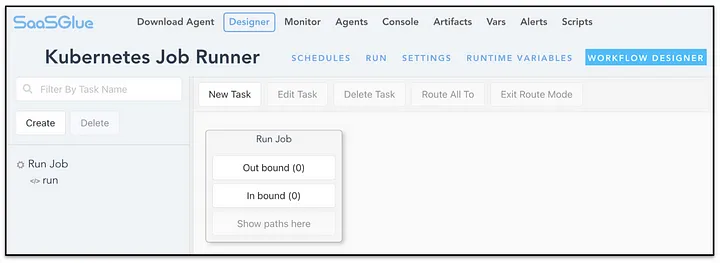 SaaSGlue Download Agent Designer Monitor Agents Console Artifacts Vars Alerts Scripts
Kubernetes Job Runner SCHEDULES RUN SETTINGS RUNTIME VARIABLES WORKFLOW DESIGNER
Filter By Task Name
New Task Edit Task Delete Task Route All To Exit Route Mode
Create Delete
Run Job
</> run
Run Job
Out bound (0)
In bound (0)
Show paths here